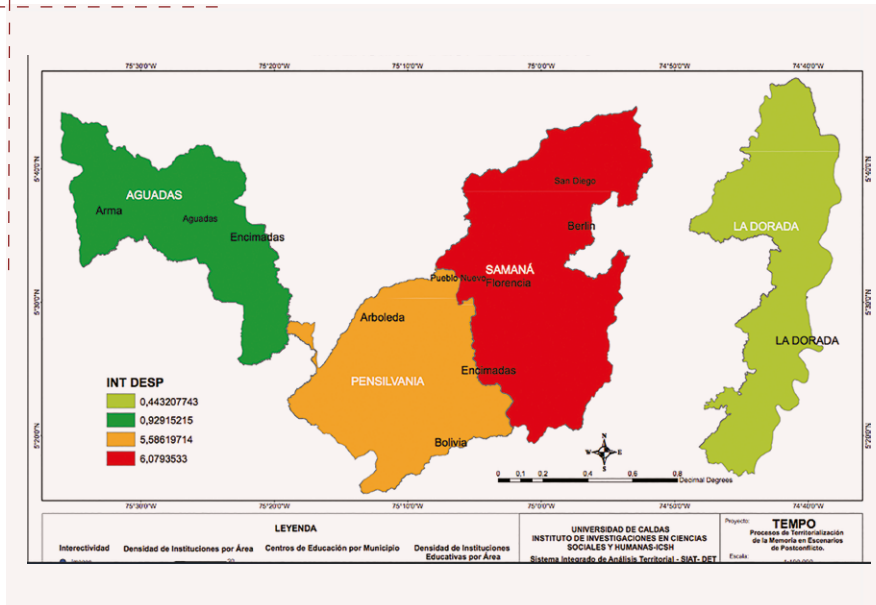 75°30'0"W 75°20'0"W 75°10'0"W 75°0'0"W 74°50'0"W 74°40'0"W
5°40'0"N 5°40'0"N
San Diego
AGUADAS
Arma
Aguadas
Encimadas
Berlín
LA DORADA
SAMANÁ
Pueblo Nuevo
Florencia
5°30'0"N 5°30'0"N
Arboleda
LA DORADA
Encimadas
PENSILVANIA
INT DESP
0,443207743
0,92915215
5,58619714
6,0793533
Bolivia
5°20'0"N 5°20'0"N
N
W E
S
0 0.1 0.2 0.4 0.6 0.8
Decimal Degrees
75°30'0"W 75°20'0"W 75°10'0"W 75°0'0"W 74°50'0"W 74°40'0"W
LEYENDA
Interectividad Densidad de Instituciones por Área Centros de Educación por Municipio Densidad de Instituciones
Educativas por Área
UNIVERSIDAD DE CALDAS
INSTITUTO DE INVESTIGACIONES EN CIENCIAS
SOCIALES Y HUMANAS-ICSH
Sistema Integrado de Análisis Territorial - SIAT- DET
Proyecto: TEMPO
Procesos de Territorialización
de la Memoria en Escenarios
de Postconflicto.
Escala: